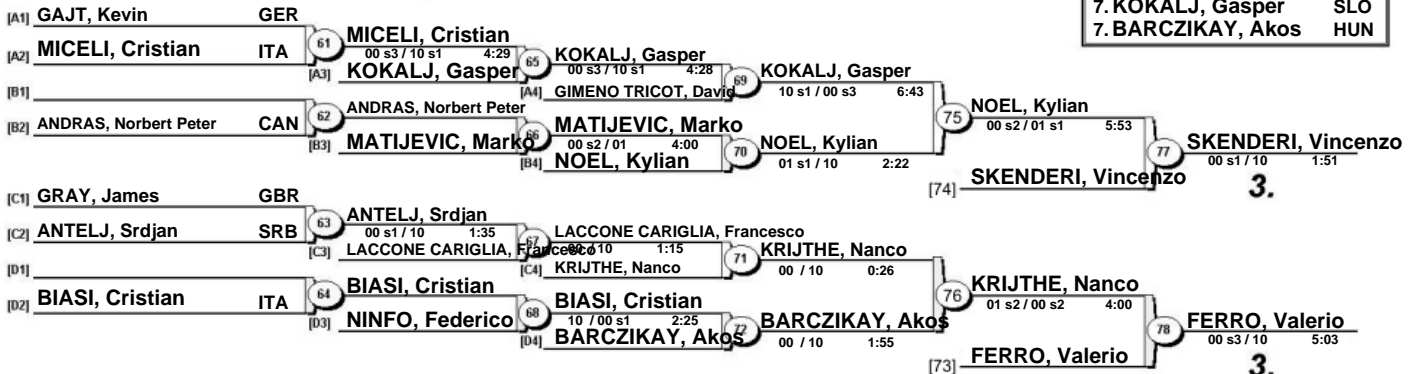 7. KOKALJ, Gasper SLO
7. BARCZIKAY, Akos HUN
[A1] GAJT, Kevin GER
[A2] MICELI, Cristian ITA
61 MICELI, Cristian
00 s3 / 10 s1 4:29
[A3] KOKALJ, Gasper
65 KOKALJ, Gasper
00 s3 / 10 s1 4:28
[A4] GIMENO TRICOT, David
69 KOKALJ, Gasper
10 s1 / 00 s3 6:43
[B1]
[B2] ANDRAS, Norbert Peter CAN
62 ANDRAS, Norbert Peter
[B3] MATIJEVIC, Marko
66 MATIJEVIC, Marko
00 s2 / 01 4:00
[B4] NOEL, Kylian
70 NOEL, Kylian
01 s1 / 10 2:22
75 NOEL, Kylian
00 s2 / 01 s1 5:53
[74] SKENDERI, Vincenzo
77 SKENDERI, Vincenzo
00 s1 / 10 1:51
3.
[C1] GRAY, James GBR
[C2] ANTELJ, Srdjan SRB
63 ANTELJ, Srdjan
00 s1 / 10 1:35
[C3] LACCONE CARIGLIA, Francesco
67 LACCONE CARIGLIA, Francesco
00 / 10 1:15
[C4] KRIJTHE, Nanco
71 KRIJTHE, Nanco
00 / 10 0:26
[D1]
[D2] BIASI, Cristian ITA
64 BIASI, Cristian
[D3] NINFO, Federico
68 BIASI, Cristian
10 / 00 s1 2:25
[D4] BARCZIKAY, Akos
72 BARCZIKAY, Akos
00 / 10 1:55
76 KRIJTHE, Nanco
01 s2 / 00 s2 4:00
[73] FERRO, Valerio
78 FERRO, Valerio
00 s3 / 10 5:03
3.